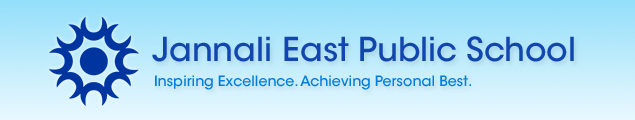 Jannali East Public School
Inspiring Excellence. Achieving Personal Best.